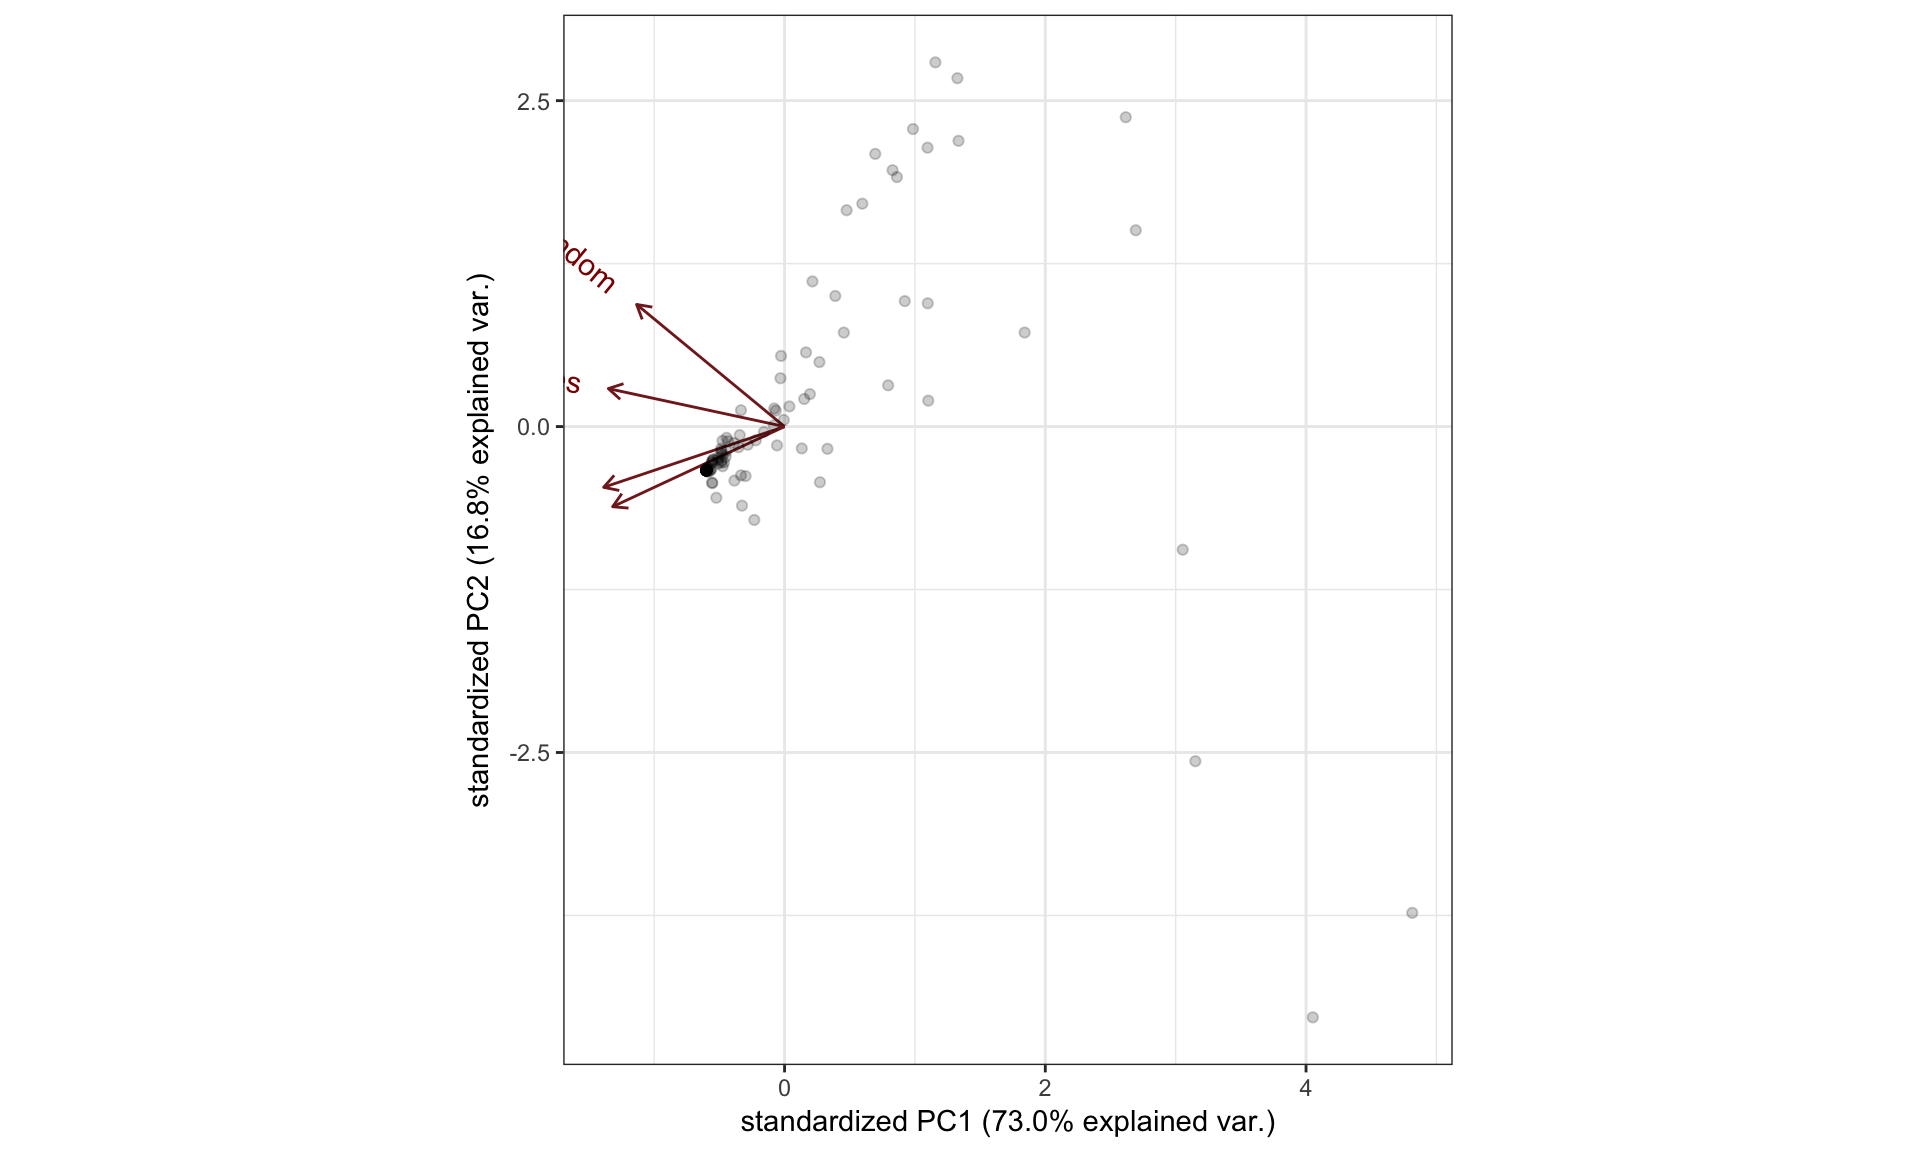 2.5
dom
s
0.0
-2.5
standardized PC2 (16.8% explained var.)
0
2
4
standardized PC1 (73.0% explained var.)